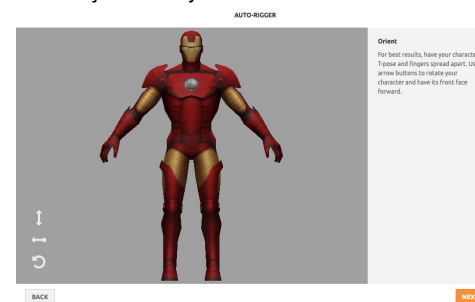 AUTO-RIGGER
Orient
For best results, have your characte
T-pose and fingers spread apart. Us
arrow buttons to rotate your
character and have its front face
forward.
BACK
NEX